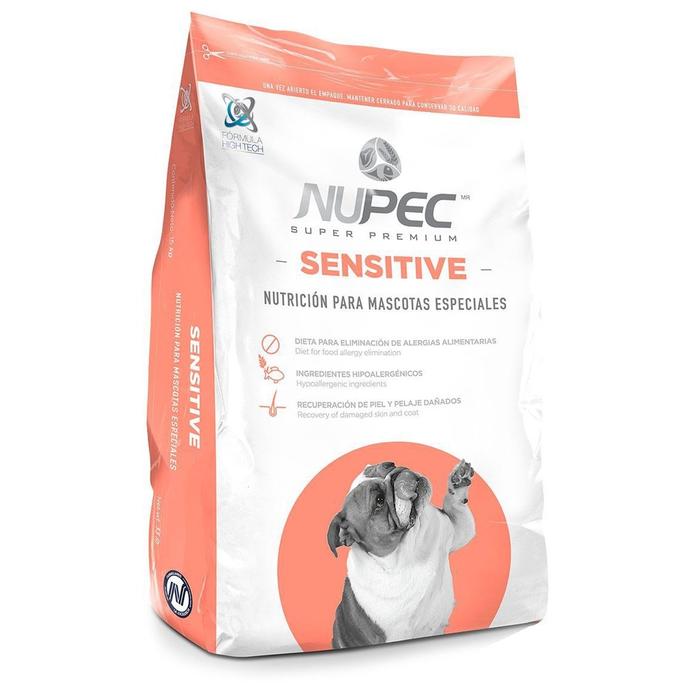 UNA VEZ ABIERTO EL EMPAQUE, MANTENER CERRADO PARA CONSERVAR SU CALIDAD
FÓRMULA
HIGH TECH
NUPEC MR
SUPER PREMIUM
SENSITIVE
NUTRICIÓN PARA MASCOTAS ESPECIALES
DIETA PARA ELIMINACIÓN DE ALERGIAS ALIMENTARIAS
Diet for food allergy elimination
INGREDIENTES HIPOALERGÉNICOS
Hypoallergenic ingredients
RECUPERACIÓN DE PIEL Y PELAJE DAÑADOS
Recovery of damaged skin and coat
SENSITIVE
NUTRICIÓN PARA MASCOTAS ESPECIALES